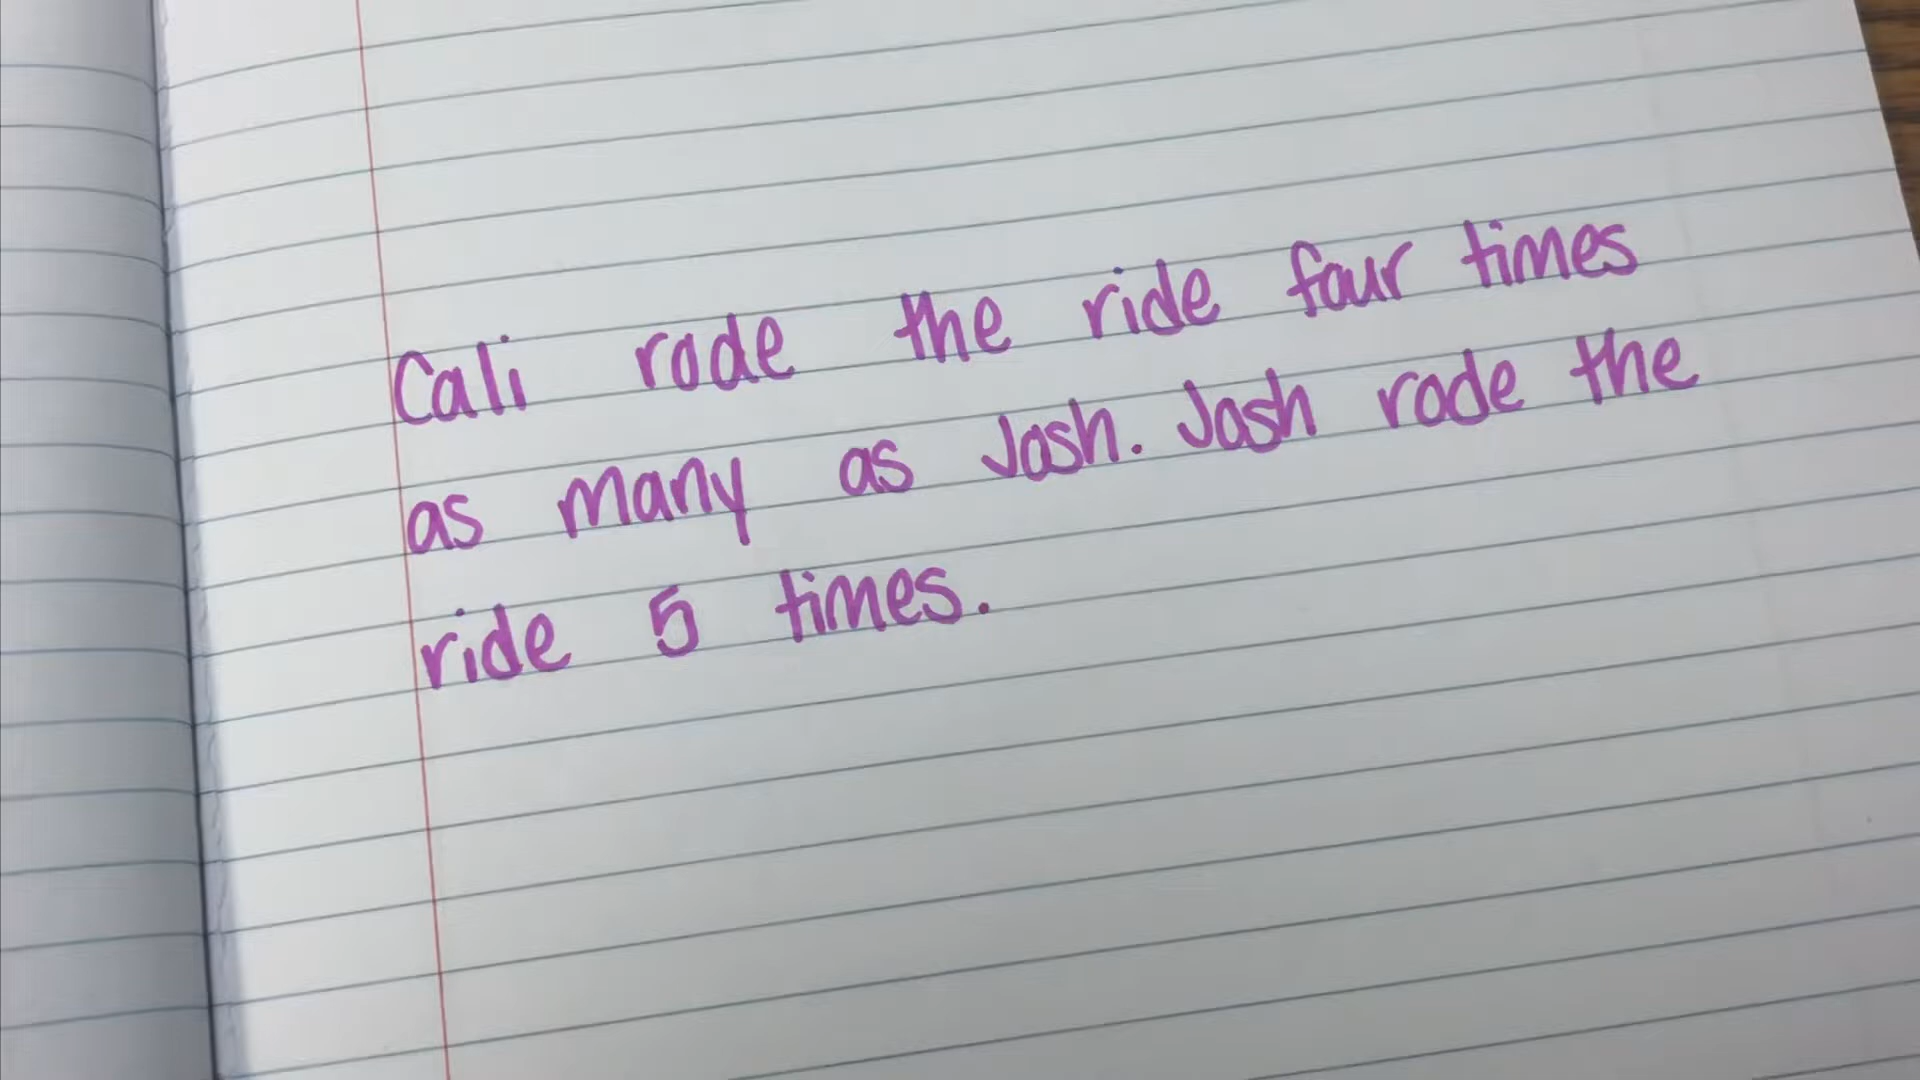 Cali rode the ride four times
as many as Josh. Josh rode the
ride 5 times.